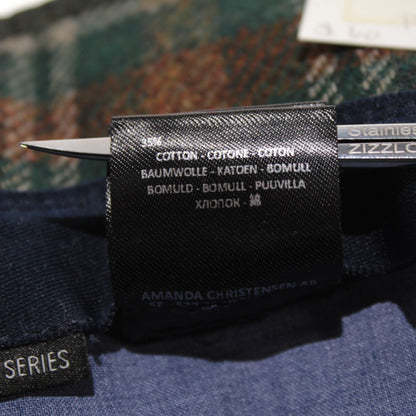 35%
COTTON - COTONE - COTON
BAUMWOLLE - KATOEN - BOMULL
BOMULD - BOMULL - PUUVILLA
ХЛОПОК - 綿
AMANDA CHRISTENSEN AB
Stainless
ZIZZLO
SERIES